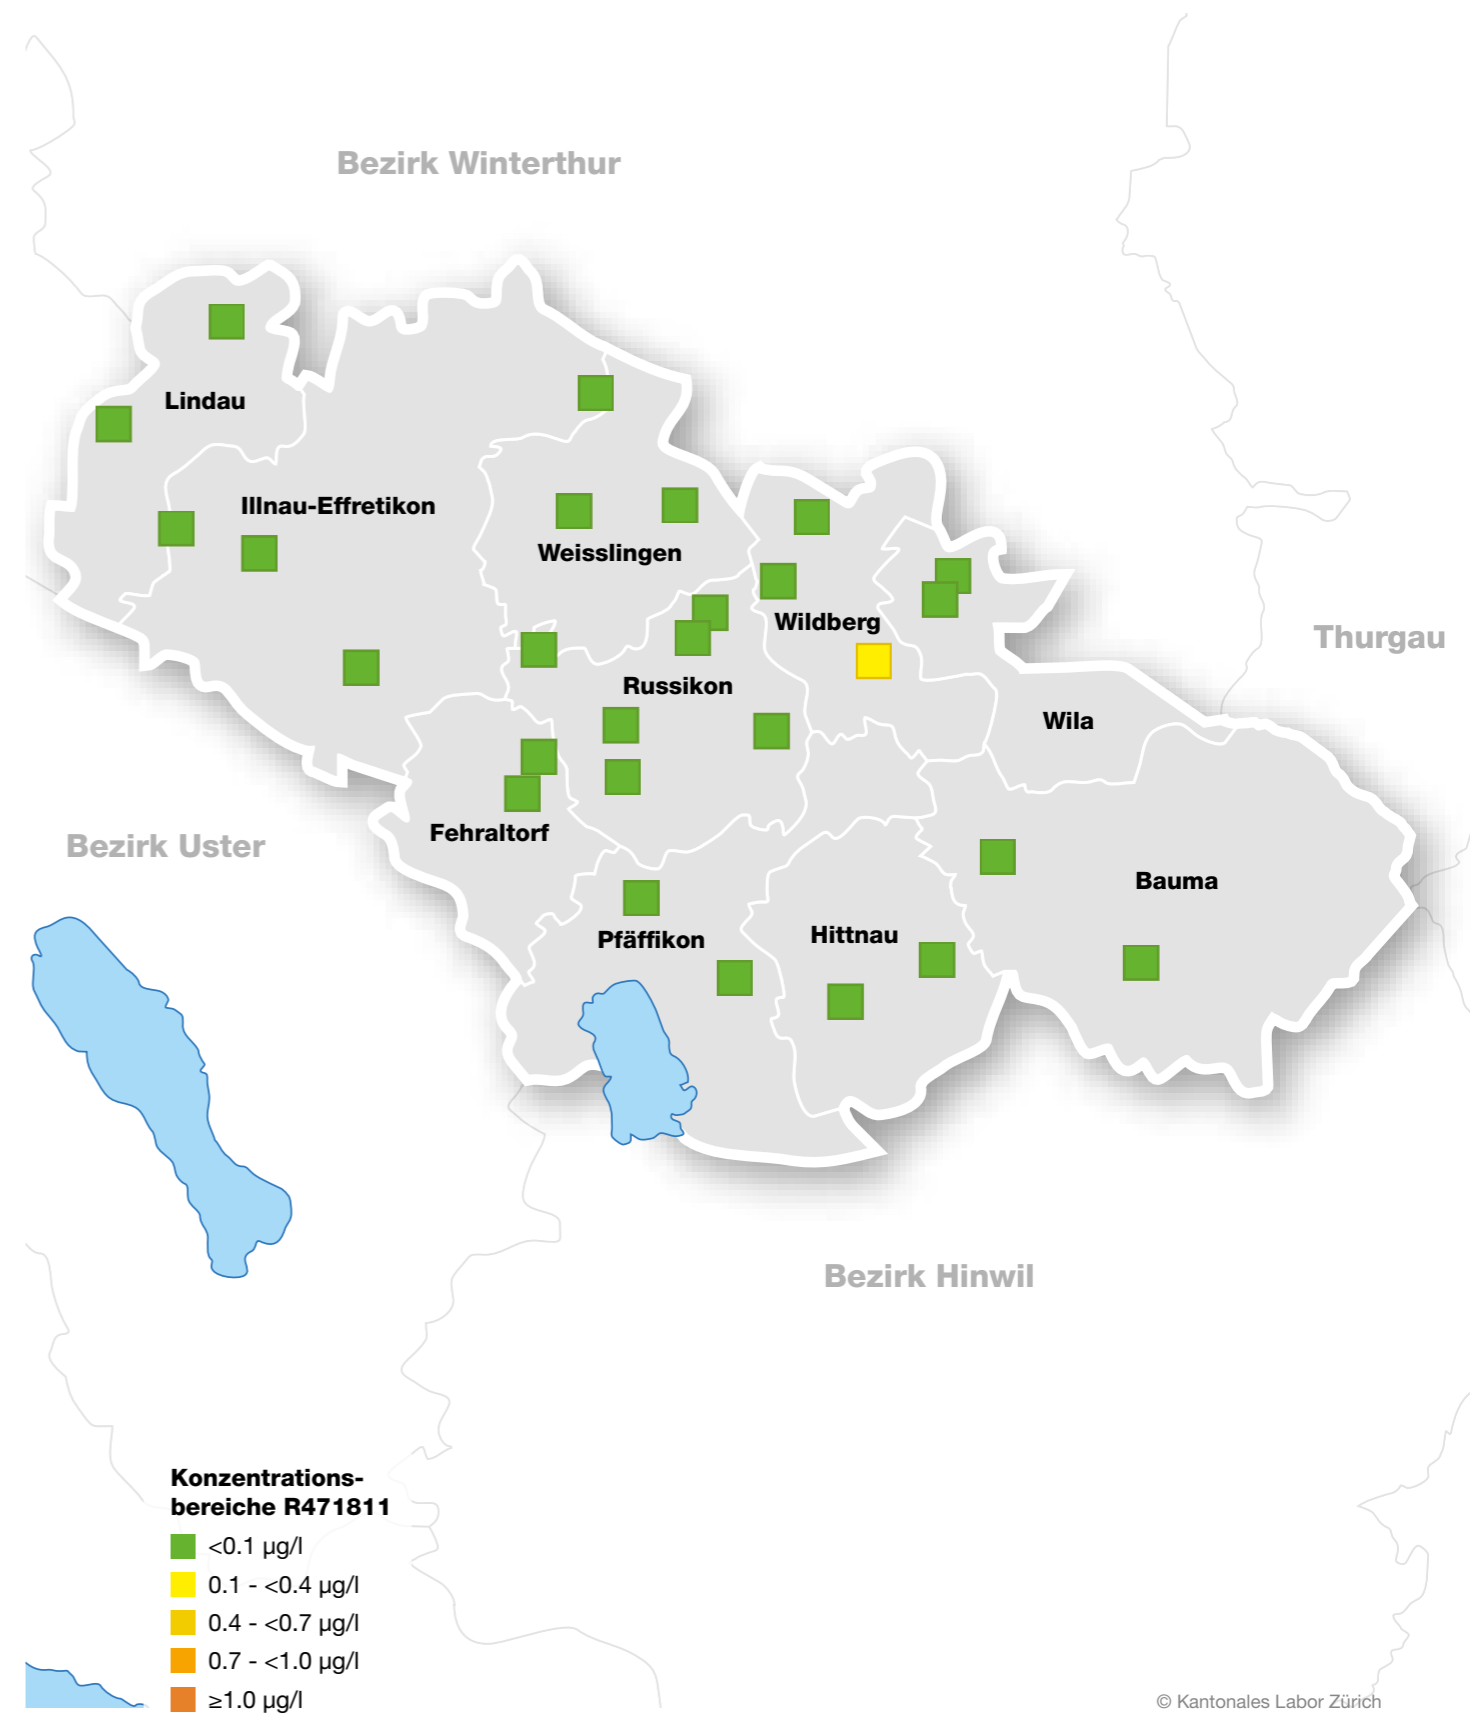 Bezirk Winterthur
Lindau
Illnau-Effretikon
Weisslingen
Wildberg
Thurgau
Russikon
Wila
Fehraltorf
Bezirk Uster
Bauma
Pfäffikon
Hittnau
Bezirk Hinwil
Konzentrations-
bereiche R471811
<0.1 µg/l
0.1 - <0.4 µg/l
0.4 - <0.7 µg/l
0.7 - <1.0 µg/l
≥1.0 µg/l
© Kantonales Labor Zürich